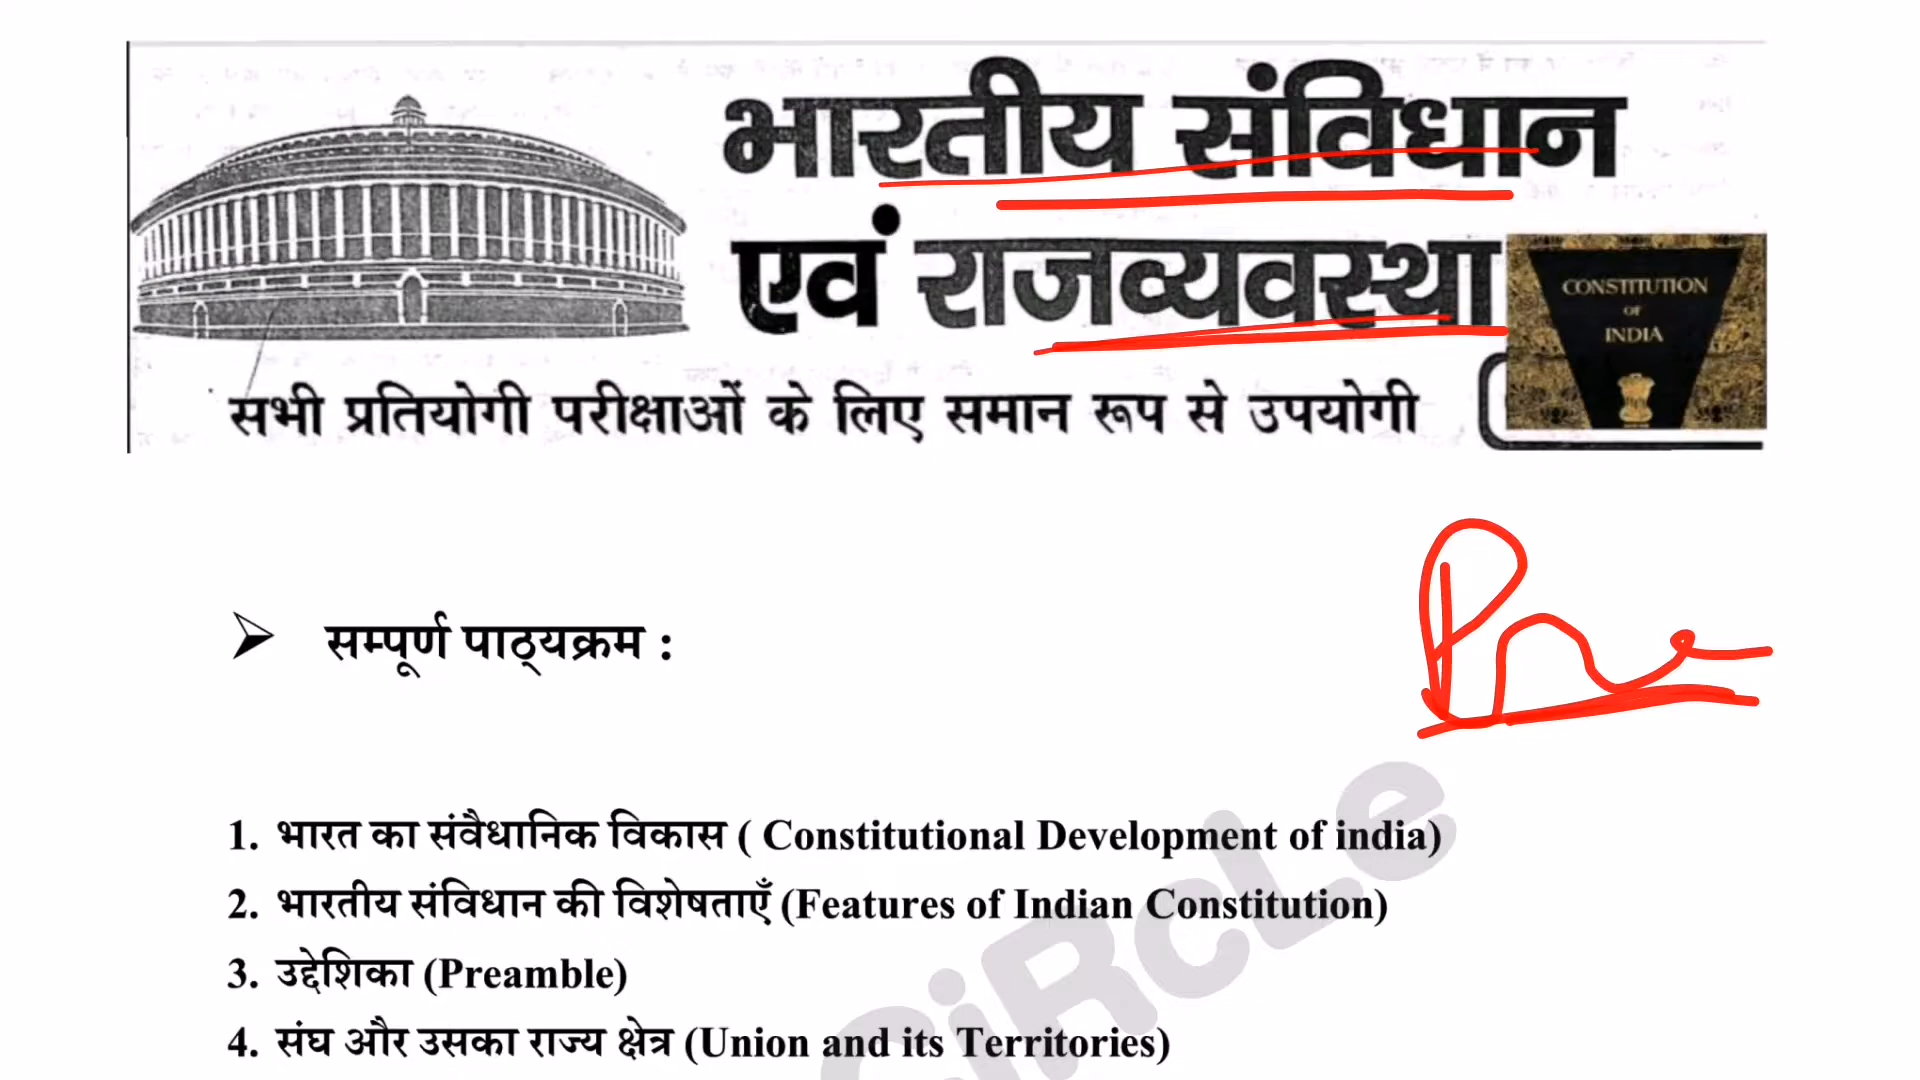 भारतीय संविधान
एवं राजव्यवस्था
CONSTITUTION
OF
INDIA
सभी प्रतियोगी परीक्षाओं के लिए समान रूप से उपयोगी
Pre
➢ सम्पूर्ण पाठ्यक्रम :
1. भारत का संवैधानिक विकास ( Constitutional Development of india)
2. भारतीय संविधान की विशेषताएँ (Features of Indian Constitution)
3. उद्देशिका (Preamble)
4. संघ और उसका राज्य क्षेत्र (Union and its Territories)
CiRcLe